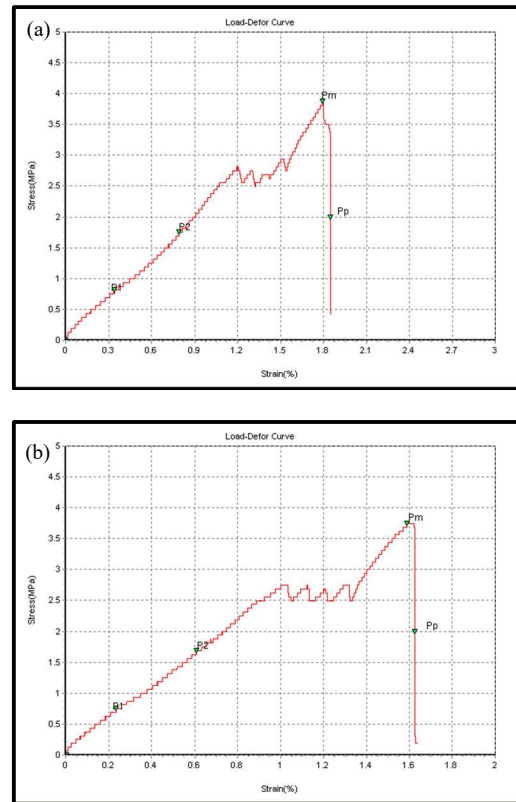 (a)
Load-Defor Curve
5
4.5
4
3.5
3
2.5
2
1.5
1
0.5
0
Stress(MPa)
Pm
Pp
P2
P1
0 0.3 0.6 0.9 1.2 1.5 1.8 2.1 2.4 2.7 3
Strain(%)
(b)
Load-Defor Curve
5
4.5
4
3.5
3
2.5
2
1.5
1
0.5
0
Stress(MPa)
Pm
Pp
P2
P1
0 0.2 0.4 0.6 0.8 1 1.2 1.4 1.6 1.8 2
Strain(%)